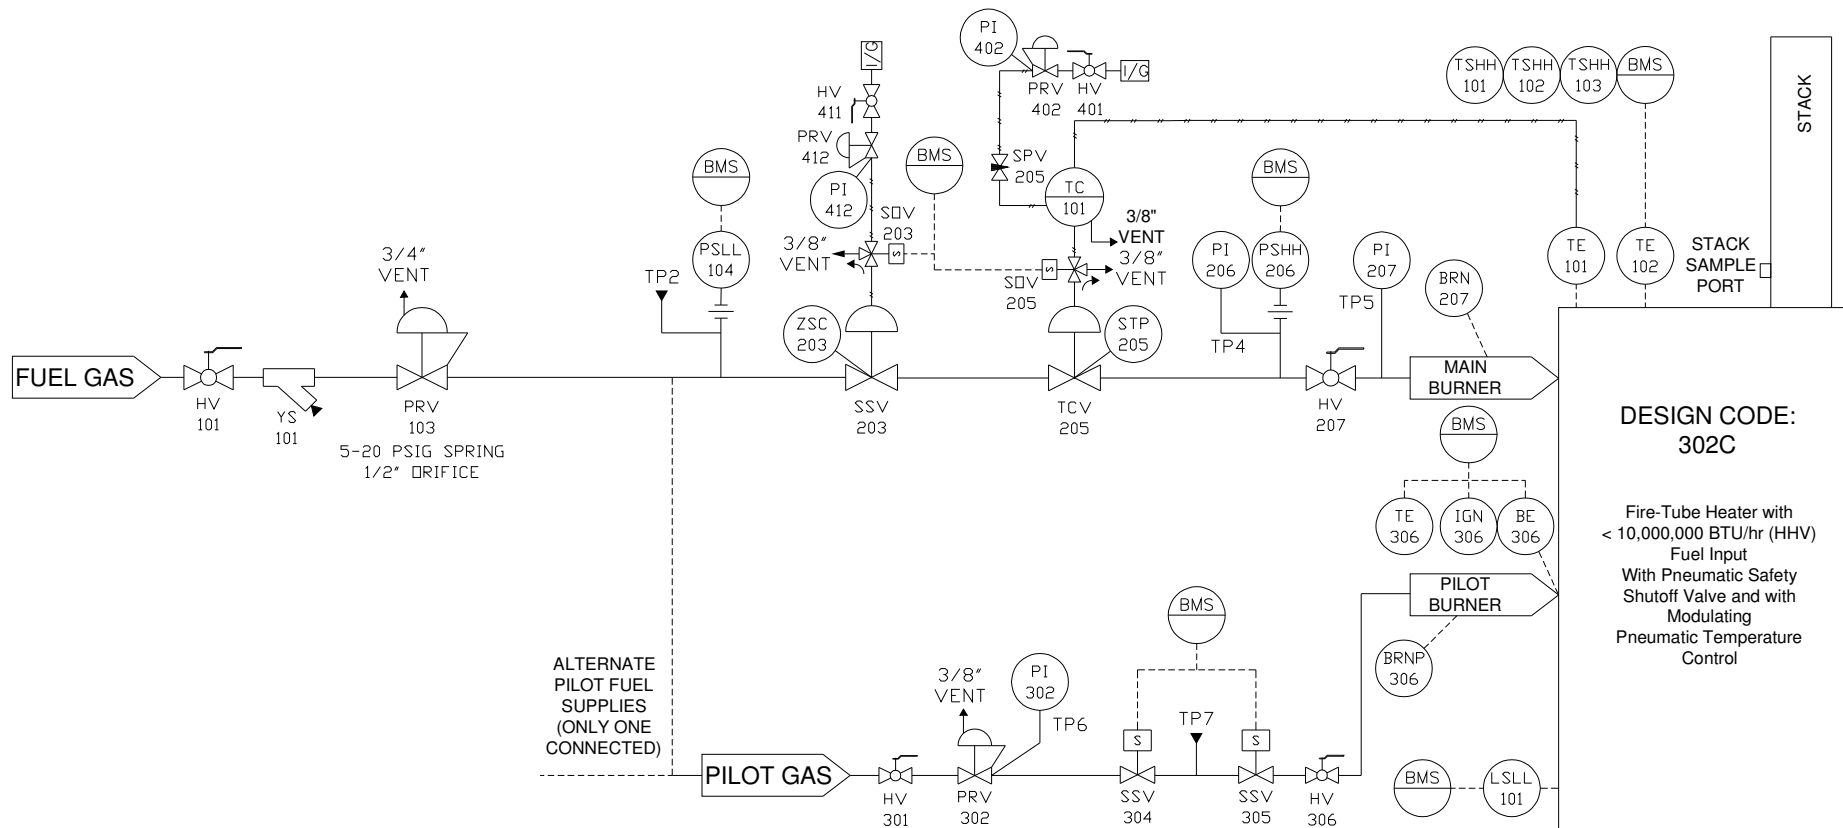 PI
402
I/G
I/G
PRV
402
HV
401
HV
411
PRV
412
PI
412
BMS
BMS
SPV
205
TC
101
3/8"
VENT
BMS
TSHH
101
TSHH
102
TSHH
103
BMS
STACK
SOV
203
3/8"
VENT
S
S
SOV
205
3/8"
VENT
PSLL
104
3/4"
VENT
TP2
PI
206
PSHH
206
PI
207
TP5
TP4
BRN
207
TE
101
TE
102
STACK
SAMPLE
PORT
ZSC
203
STP
205
FUEL GAS
HV
101
YS
101
PRV
103
5-20 PSIG SPRING
1/2" ORIFICE
SSV
203
TCV
205
HV
207
MAIN
BURNER
DESIGN CODE:
302C
BMS
TE
306
IGN
306
BE
306
Fire-Tube Heater with
< 10,000,000 BTU/hr (HHV)
Fuel Input
With Pneumatic Safety
Shutoff Valve and with
Modulating
Pneumatic Temperature
Control
PILOT
BURNER
BMS
BRNP
306
ALTERNATE
PILOT FUEL
SUPPLIES
(ONLY ONE
CONNECTED)
3/8"
VENT
PI
302
TP6
S
TP7
S
PILOT GAS
HV
301
PRV
302
SSV
304
SSV
305
HV
306
BMS
LSLL
101